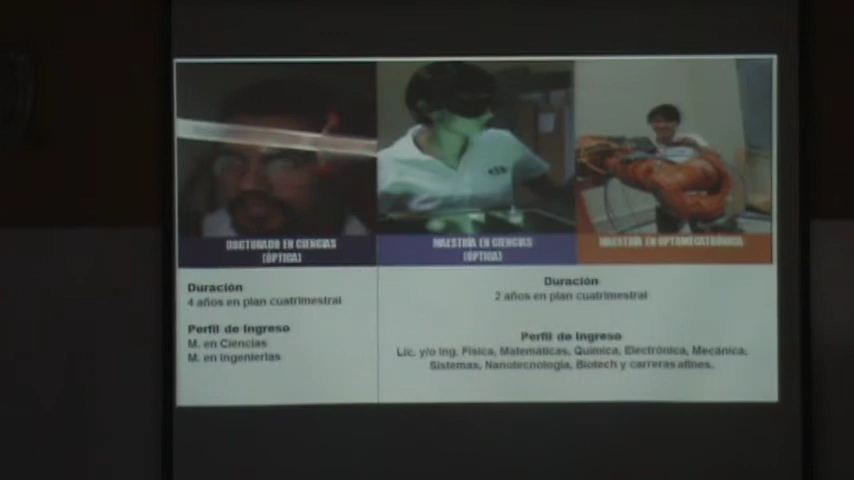 DOCTORADO EN CIENCIAS
(ÓPTICA)
MAESTRIA EN CIENCIAS
(ÓPTICA)
MAESTRIA EN OPTOMECATRÓNICA
Duración
4 años en plan cuatrimestral
Perfil de Ingreso
M. en Ciencias
M. en Ingenierías
Duración
2 años en plan cuatrimestral
Perfil de Ingreso
Lic. y/o Ing. Física, Matemáticas, Química, Electrónica, Mecánica,
Sistemas, Nanotecnología, Biotech y carreras afines.